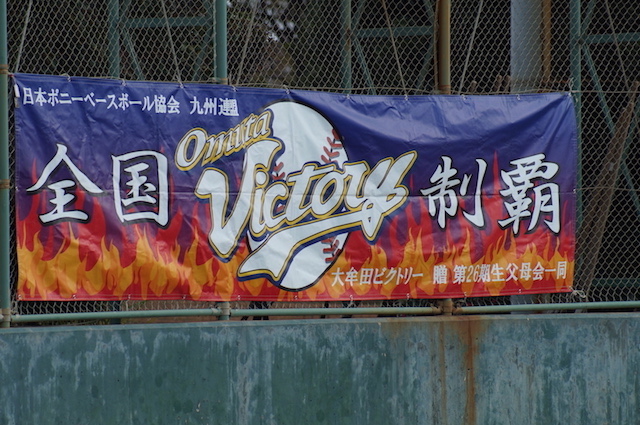 日本ポニーベースボール協会 九州連盟
Omuta
Victory
全国制覇
大牟田ビクトリー 贈 第26期生父母会一同